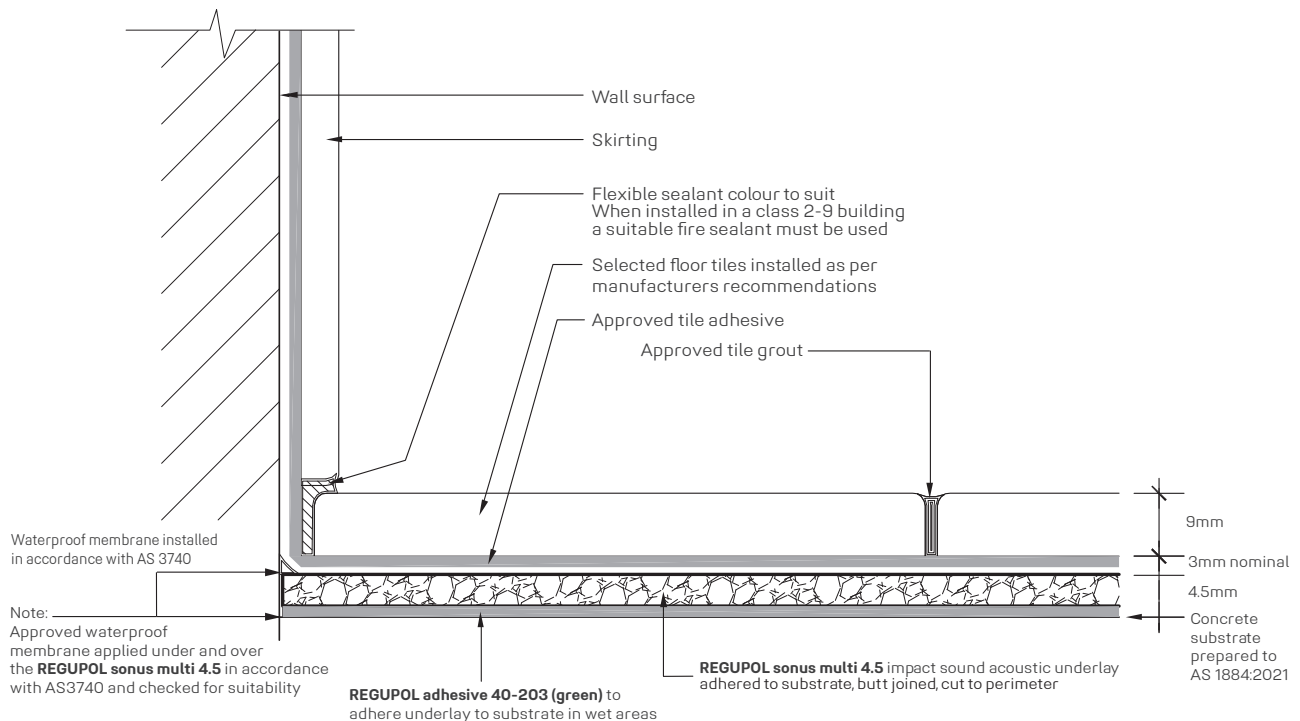 Wall surface
Skirting
Flexible sealant colour to suit
When installed in a class 2-9 building
a suitable fire sealant must be used
Selected floor tiles installed as per
manufacturers recommendations
Approved tile adhesive
Approved tile grout
9mm
3mm nominal
4.5mm
Concrete
substrate
prepared to
AS 1884:2021
Waterproof membrane installed
in accordance with AS 3740
Note:
Approved waterproof
membrane applied under and over
the REGUPOL sonus multi 4.5 in accordance
with AS3740 and checked for suitability
REGUPOL adhesive 40-203 (green) to
adhere underlay to substrate in wet areas
REGUPOL sonus multi 4.5 impact sound acoustic underlay
adhered to substrate, butt joined, cut to perimeter